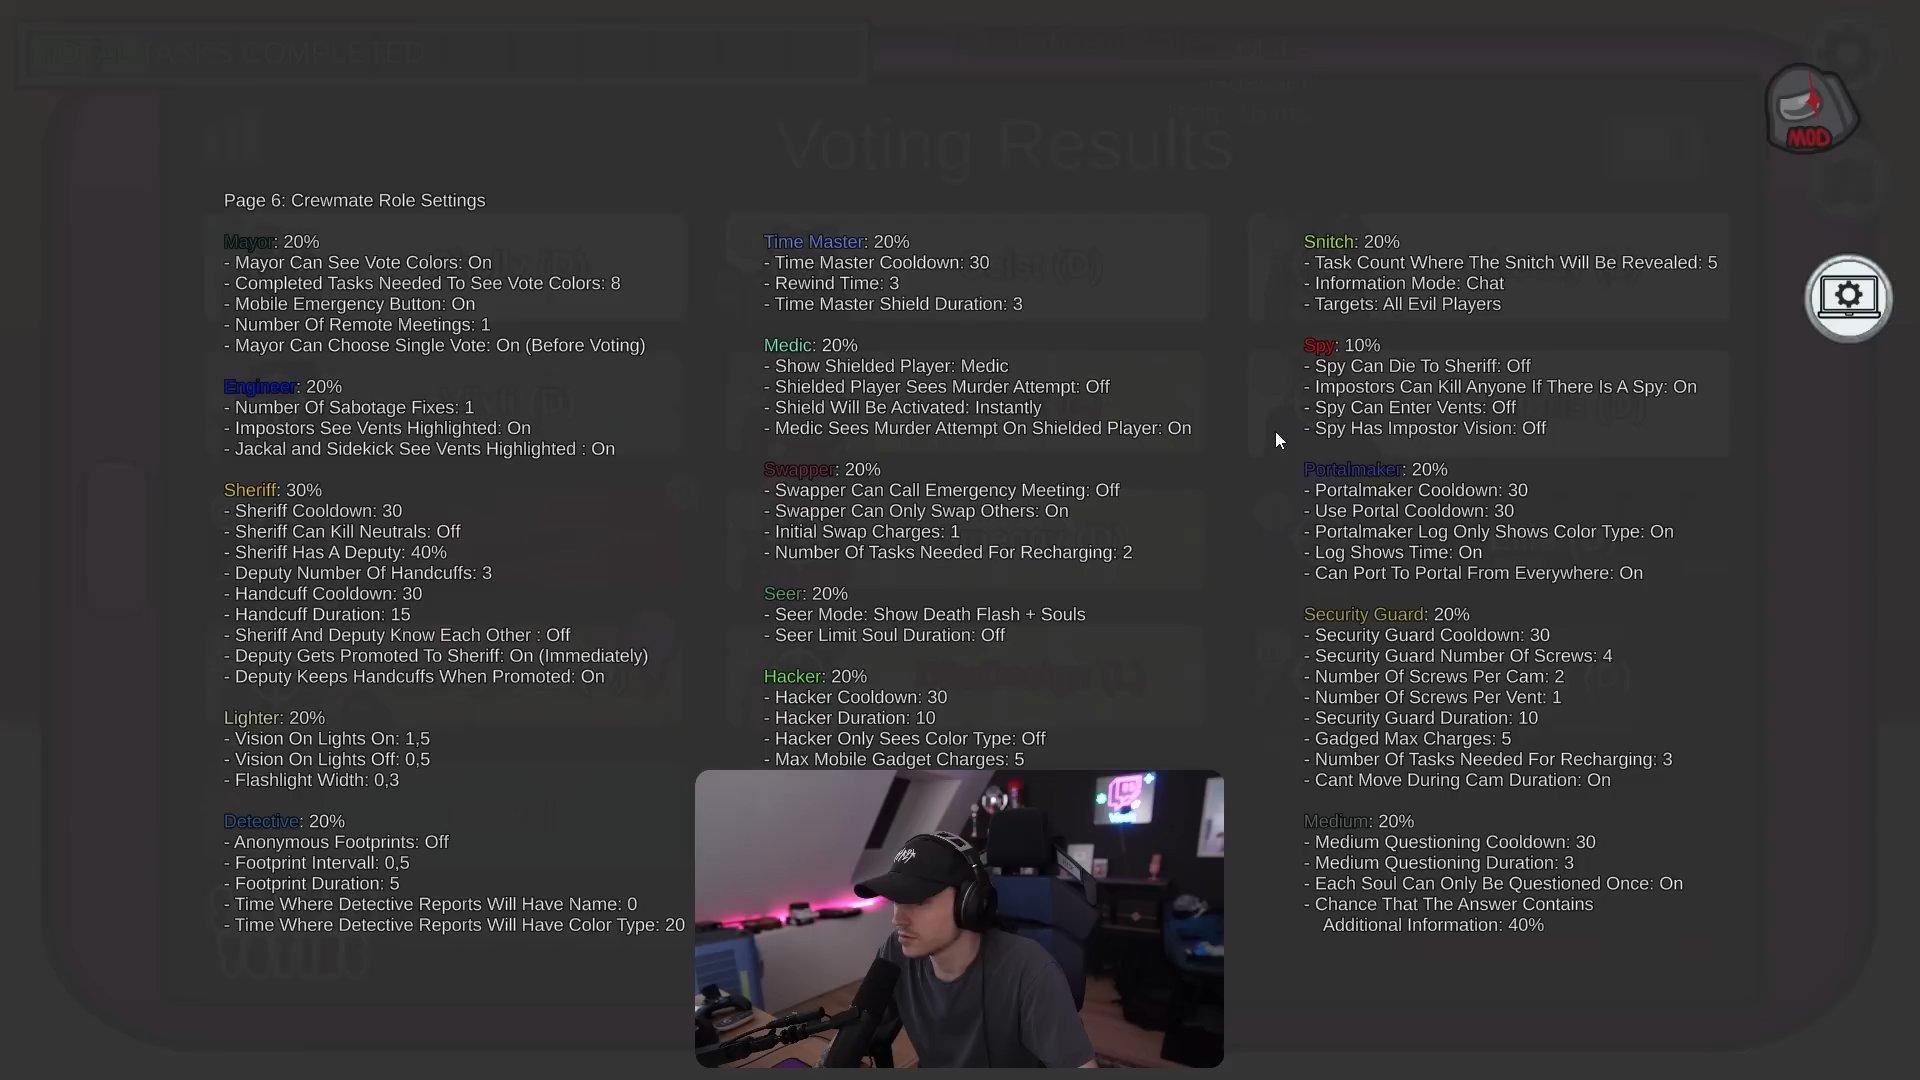 TASKS COMPLETED
Voting Results
MOD
Page 6: Crewmate Role Settings
Mayor: 20%
- Mayor Can See Vote Colors: On
- Completed Tasks Needed To See Vote Colors: 8
- Mobile Emergency Button: On
- Number Of Remote Meetings: 1
- Mayor Can Choose Single Vote: On (Before Voting)
Engineer: 20%
- Number Of Sabotage Fixes: 1
- Impostors See Vents Highlighted: On
- Jackal and Sidekick See Vents Highlighted : On
Sheriff: 30%
- Sheriff Cooldown: 30
- Sheriff Can Kill Neutrals: Off
- Sheriff Has A Deputy: 40%
- Deputy Number Of Handcuffs: 3
- Handcuff Cooldown: 30
- Handcuff Duration: 15
- Sheriff And Deputy Know Each Other : Off
- Deputy Gets Promoted To Sheriff: On (Immediately)
- Deputy Keeps Handcuffs When Promoted: On
Lighter: 20%
- Vision On Lights On: 1,5
- Vision On Lights Off: 0,5
- Flashlight Width: 0,3
Detective: 20%
- Anonymous Footprints: Off
- Footprint Intervall: 0,5
- Footprint Duration: 5
- Time Where Detective Reports Will Have Name: 0
- Time Where Detective Reports Will Have Color Type: 20
Time Master: 20%
- Time Master Cooldown: 30
- Rewind Time: 3
- Time Master Shield Duration: 3
Medic: 20%
- Show Shielded Player: Medic
- Shielded Player Sees Murder Attempt: Off
- Shield Will Be Activated: Instantly
- Medic Sees Murder Attempt On Shielded Player: On
Swapper: 20%
- Swapper Can Call Emergency Meeting: Off
- Swapper Can Only Swap Others: On
- Initial Swap Charges: 1
- Number Of Tasks Needed For Recharging: 2
Seer: 20%
- Seer Mode: Show Death Flash + Souls
- Seer Limit Soul Duration: Off
Hacker: 20%
- Hacker Cooldown: 30
- Hacker Duration: 10
- Hacker Only Sees Color Type: Off
- Max Mobile Gadget Charges: 5
Snitch: 20%
- Task Count Where The Snitch Will Be Revealed: 5
- Information Mode: Chat
- Targets: All Evil Players
Spy: 10%
- Spy Can Die To Sheriff: Off
- Impostors Can Kill Anyone If There Is A Spy: On
- Spy Can Enter Vents: Off
- Spy Has Impostor Vision: Off
Portalmaker: 20%
- Portalmaker Cooldown: 30
- Use Portal Cooldown: 30
- Portalmaker Log Only Shows Color Type: On
- Log Shows Time: On
- Can Port To Portal From Everywhere: On
Security Guard: 20%
- Security Guard Cooldown: 30
- Security Guard Number Of Screws: 4
- Number Of Screws Per Cam: 2
- Number Of Screws Per Vent: 1
- Security Guard Duration: 10
- Gadged Max Charges: 5
- Number Of Tasks Needed For Recharging: 3
- Cant Move During Cam Duration: On
Medium: 20%
- Medium Questioning Cooldown: 30
- Medium Questioning Duration: 3
- Each Soul Can Only Be Questioned Once: On
- Chance That The Answer Contains
Additional Information: 40%